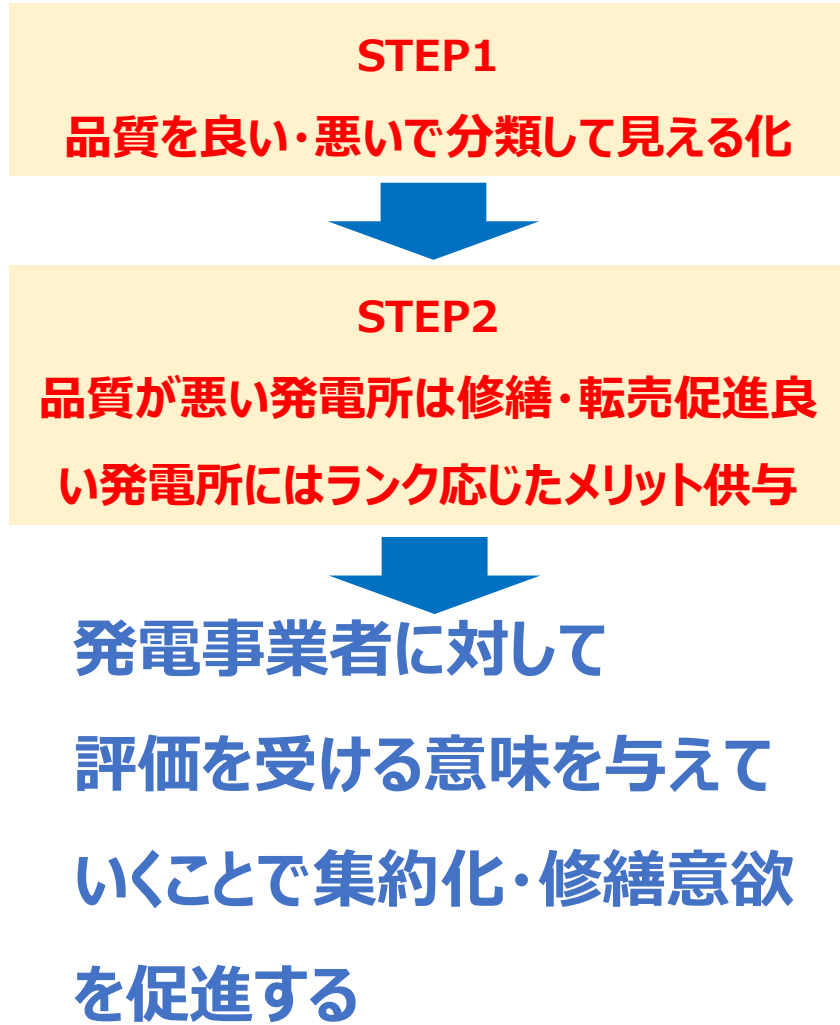 STEP1
品質を良い・悪いで分類して見える化
STEP2
品質が悪い発電所は修繕・転売促進良
い発電所にはランク応じたメリット供与
発電事業者に対して
評価を受ける意味を与えて
いくことで集約化・修繕意欲
を促進する